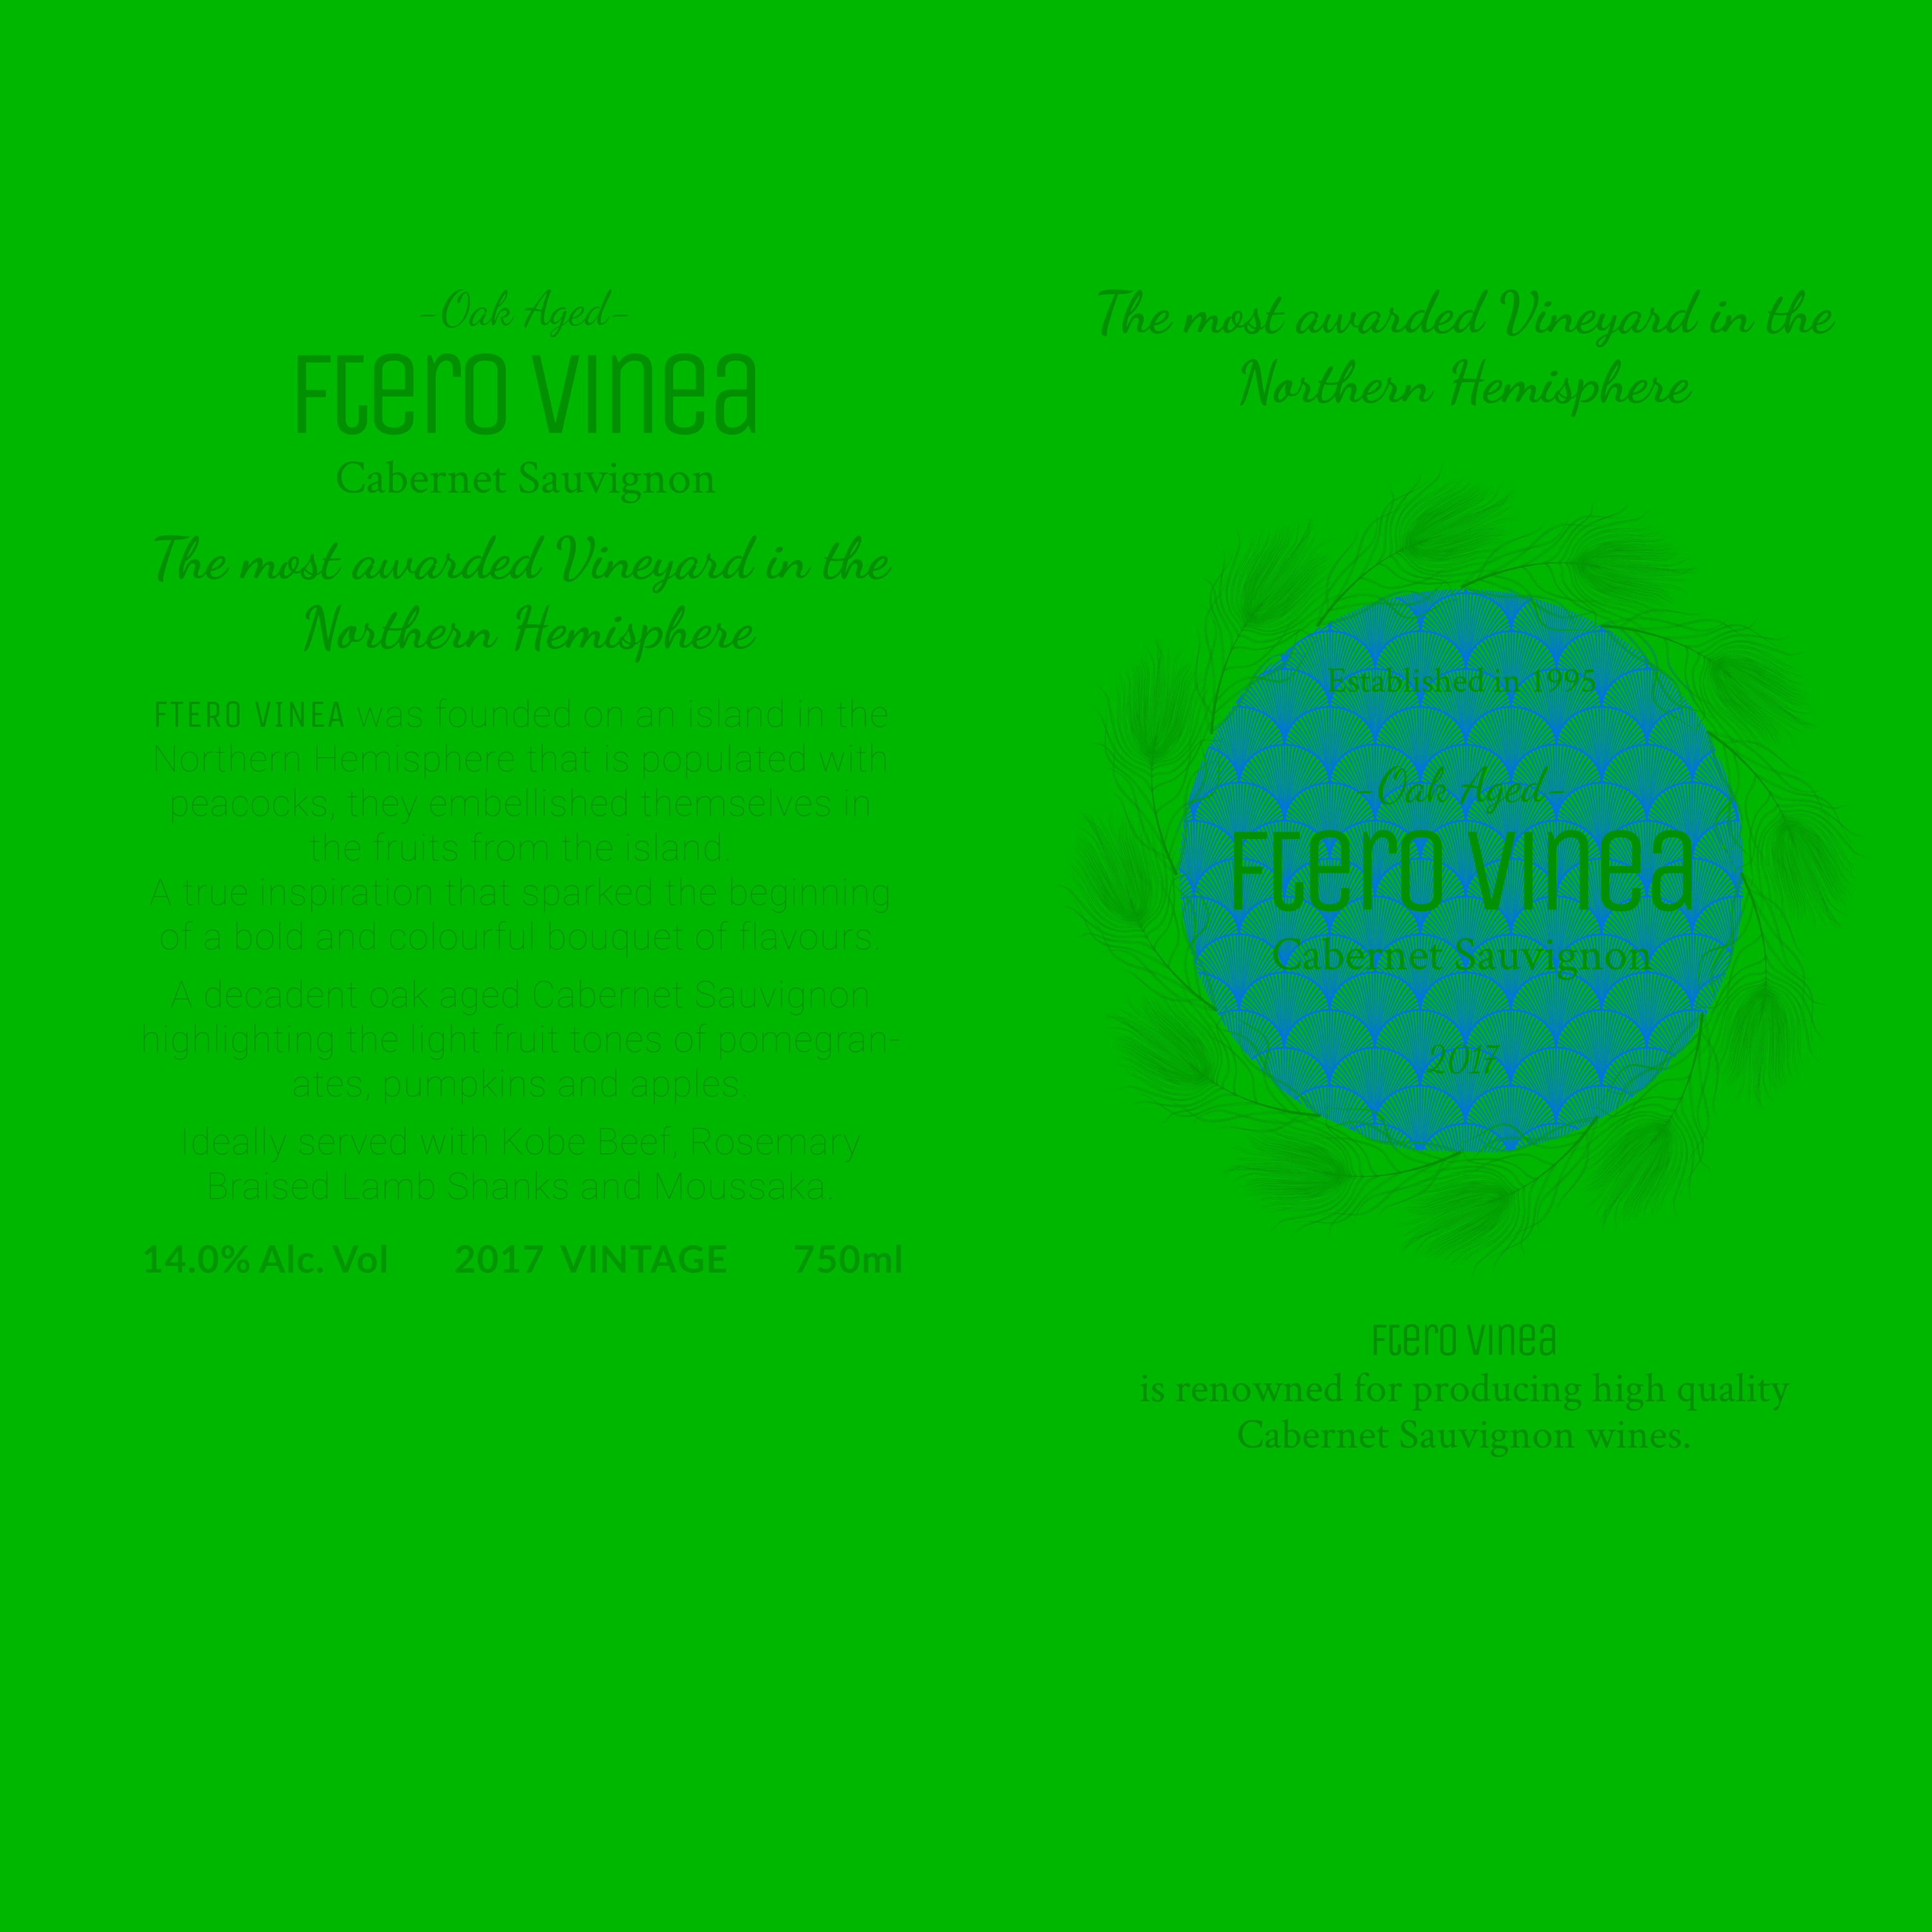 -Oak Aged-
Ftero Vinea
Cabernet Sauvignon
The most awarded Vineyard in the
Northern Hemisphere
FTERO VINEA was founded on an island in the
Northern Hemisphere that is populated with
peacocks, they embellished themselves in
the fruits from the island.
A true inspiration that sparked the beginning
of a bold and colourful bouquet of flavours.
A decadent oak aged Cabernet Sauvignon
highlighting the light fruit tones of pomegran-
ates, pumpkins and apples.
Ideally served with Kobe Beef, Rosemary
Braised Lamb Shanks and Moussaka.
14.0% Alc. Vol 2017 VINTAGE 750ml
The most awarded Vineyard in the
Northern Hemisphere
Established in 1995
-Oak Aged-
Ftero Vinea
Cabernet Sauvignon
2017
Ftero Vinea
is renowned for producing high quality
Cabernet Sauvignon wines.